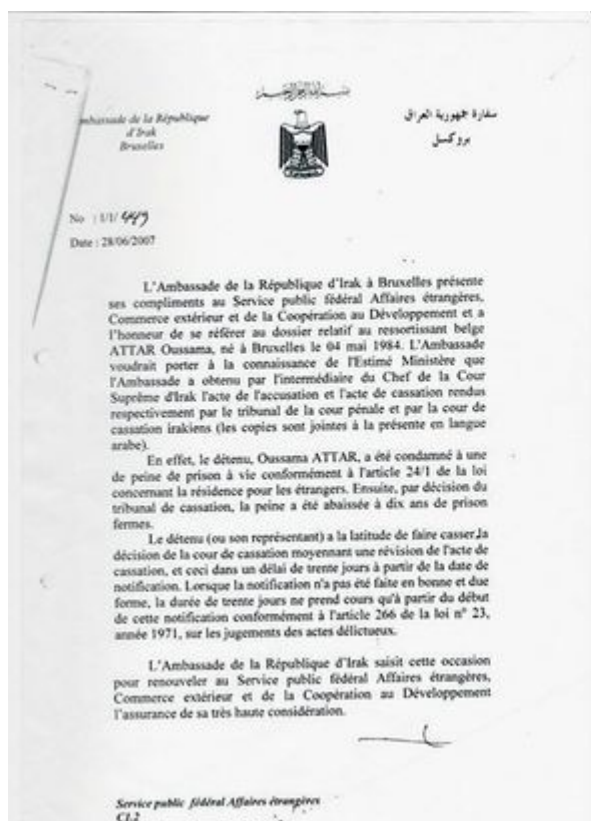 بسم الله الرحمن الرحيم
Ambassade de la République
d'Irak
Bruxelles
سفارة جمهورية العراق
بروكسل
No : 1/1/ 449
Date : 28/06/2007
L'Ambassade de la République d'Irak à Bruxelles présente
ses compliments au Service public fédéral Affaires étrangères,
Commerce extérieur et de la Coopération au Développement et a
l'honneur de se référer au dossier relatif au ressortissant belge
ATTAR Oussama, né à Bruxelles le 04 mai 1984. L'Ambassade
voudrait porter à la connaissance de l'Estimé Ministère que
l'Ambassade a obtenu par l'intermédiaire du Chef de la Cour
Suprême d'Irak l'acte de l'accusation et l'acte de cassation rendus
respectivement par le tribunal de la cour pénale et par la cour de
cassation irakiens (les copies sont jointes à la présente en langue
arabe).
En effet, le détenu, Oussama ATTAR, a été condamné à une
de peine de prison à vie conformément à l'article 24/1 de la loi
concernant la résidence pour les étrangers. Ensuite, par décision du
tribunal de cassation, la peine a été abaissée à dix ans de prison
fermes.
Le détenu (ou son représentant) a la latitude de faire casser la
décision de la cour de cassation moyennant une révision de l'acte de
cassation, et ceci dans un délai de trente jours à partir de la date de
notification. Lorsque la notification n'a pas été faite en bonne et due
forme, la durée de trente jours ne prend cours qu'à partir du début
de cette notification conformément à l'article 266 de la loi n° 23,
année 1971, sur les jugements des actes délictueux.
L'Ambassade de la République d'Irak saisit cette occasion
pour renouveler au Service public fédéral Affaires étrangères,
Commerce extérieur et de la Coopération au Développement
l'assurance de sa très haute considération.
Service public fédéral Affaires étrangères
C1.2